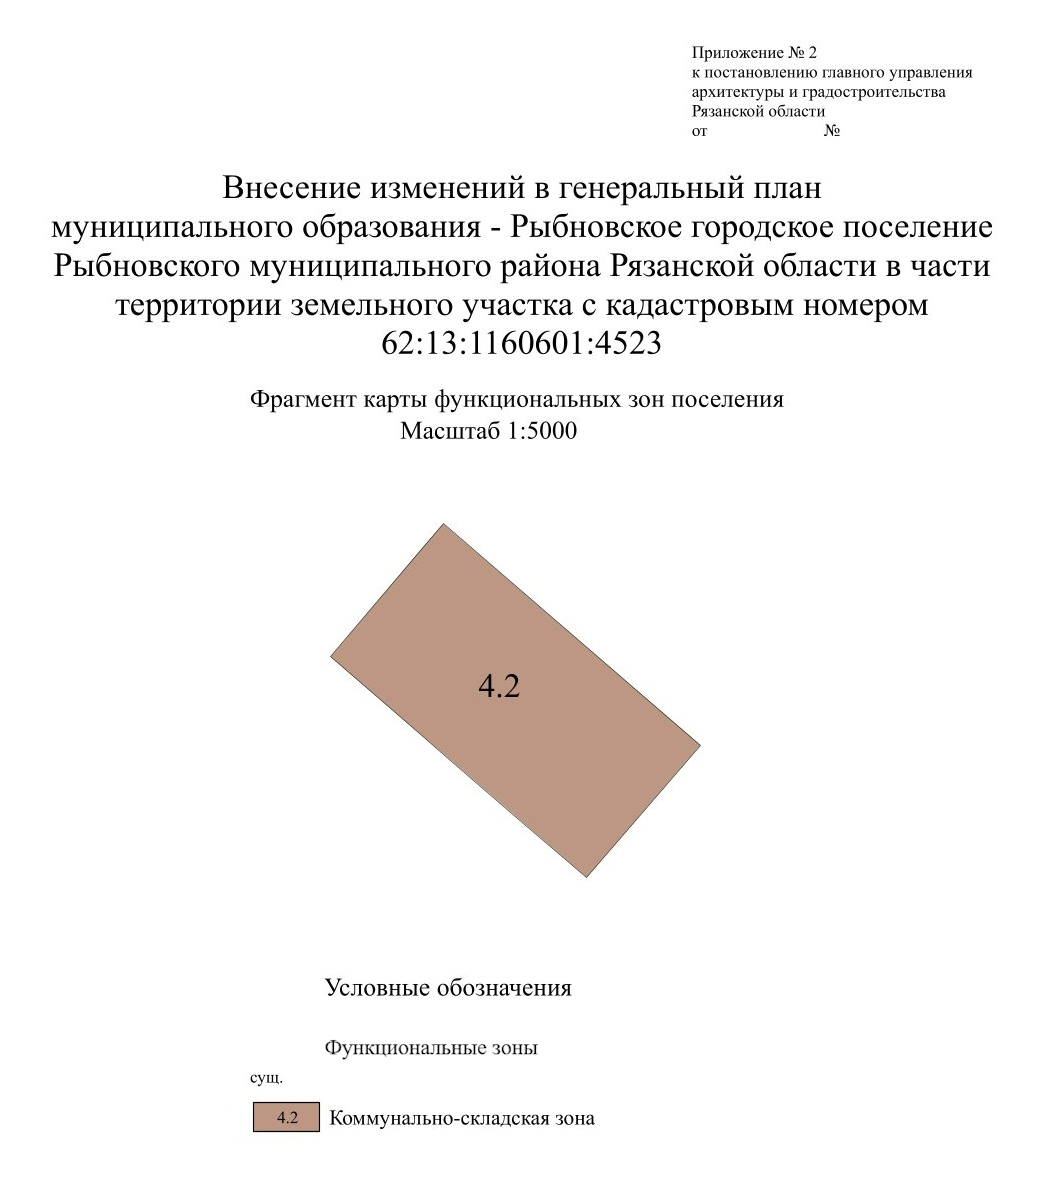 Приложение № 2
к постановлению главного управления
архитектуры и градостроительства
Рязанской области
от №
Внесение изменений в генеральный план
муниципального образования - Рыбновское городское поселение
Рыбновского муниципального района Рязанской области в части
территории земельного участка с кадастровым номером
62:13:1160601:4523
Фрагмент карты функциональных зон поселения
Масштаб 1:5000
4.2
Условные обозначения
Функциональные зоны
сущ.
4.2 Коммунально-складская зона